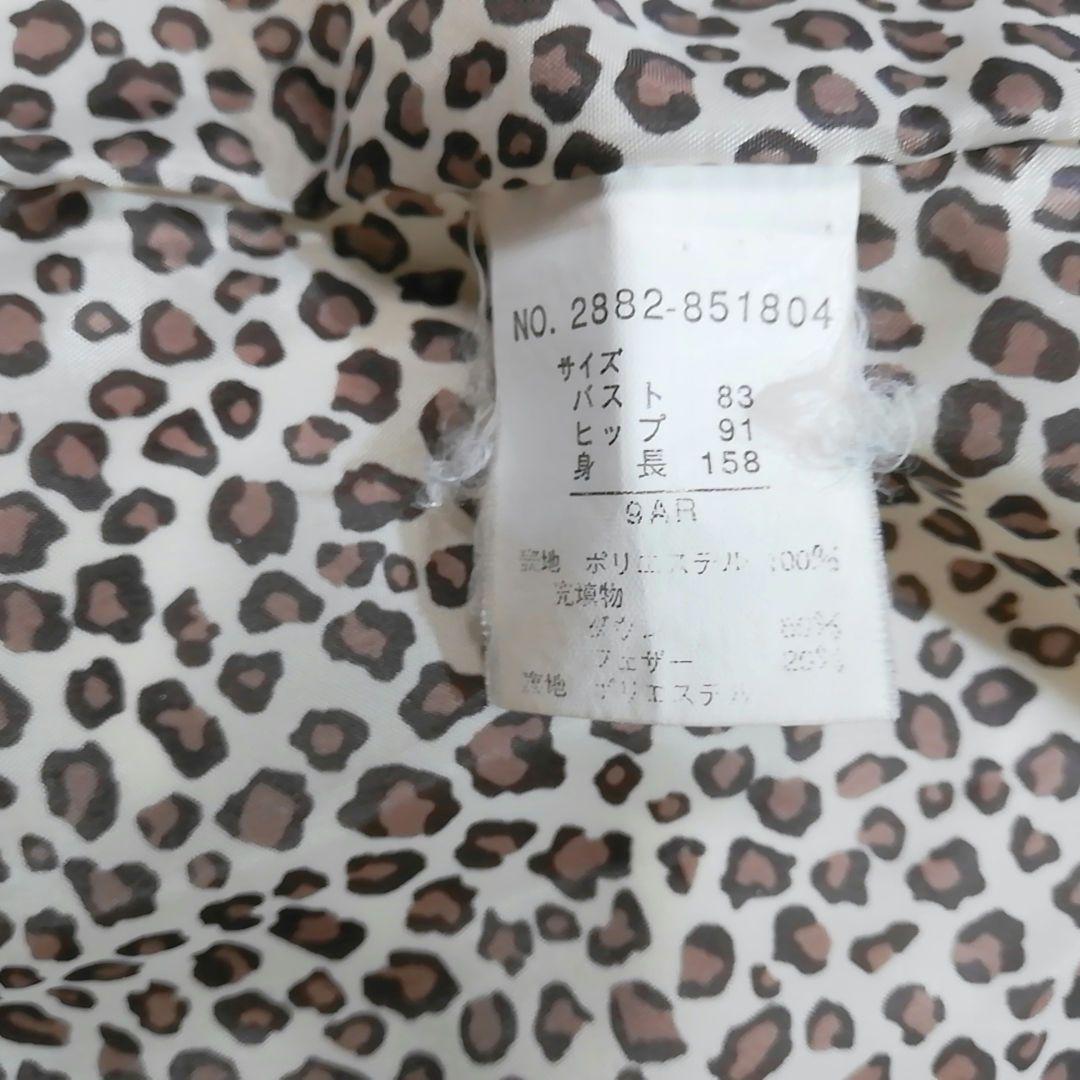 NO. 2882-851804
サイズ
バスト 83
ヒップ 91
身長 158
9AR
表地 ポリエステル 100%
充填物
ダウン 80%
フェザー 20%
ポリエステル